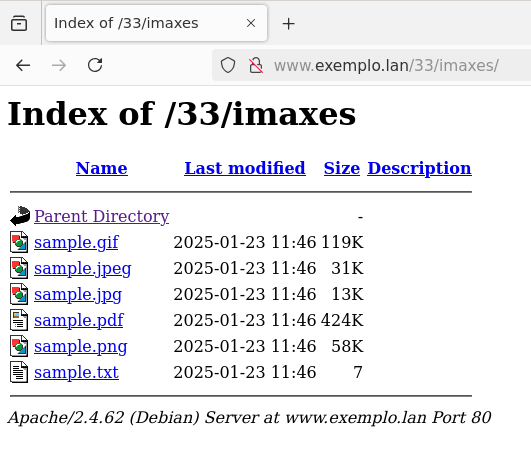 Index of /33/imaxes
www.exemplo.lan/33/imaxes/
Index of /33/imaxes
Name Last modified Size Description
Parent Directory -
sample.gif 2025-01-23 11:46 119K
sample.jpeg 2025-01-23 11:46 31K
sample.jpg 2025-01-23 11:46 13K
sample.pdf 2025-01-23 11:46 424K
sample.png 2025-01-23 11:46 58K
sample.txt 2025-01-23 11:46 7
Apache/2.4.62 (Debian) Server at www.exemplo.lan Port 80